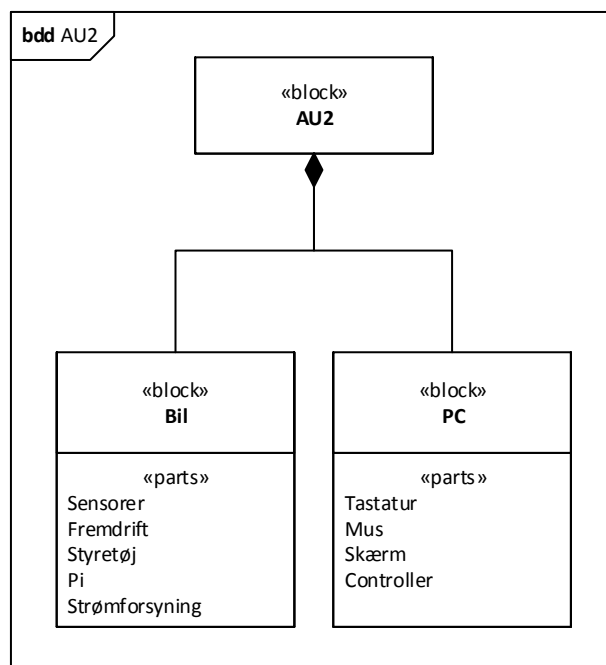 bdd AU2
«block»
AU2
«block»
Bil
«parts»
Sensorer
Fremdrift
Styretøj
Pi
Strømforsyning
«block»
PC
«parts»
Tastatur
Mus
Skærm
Controller